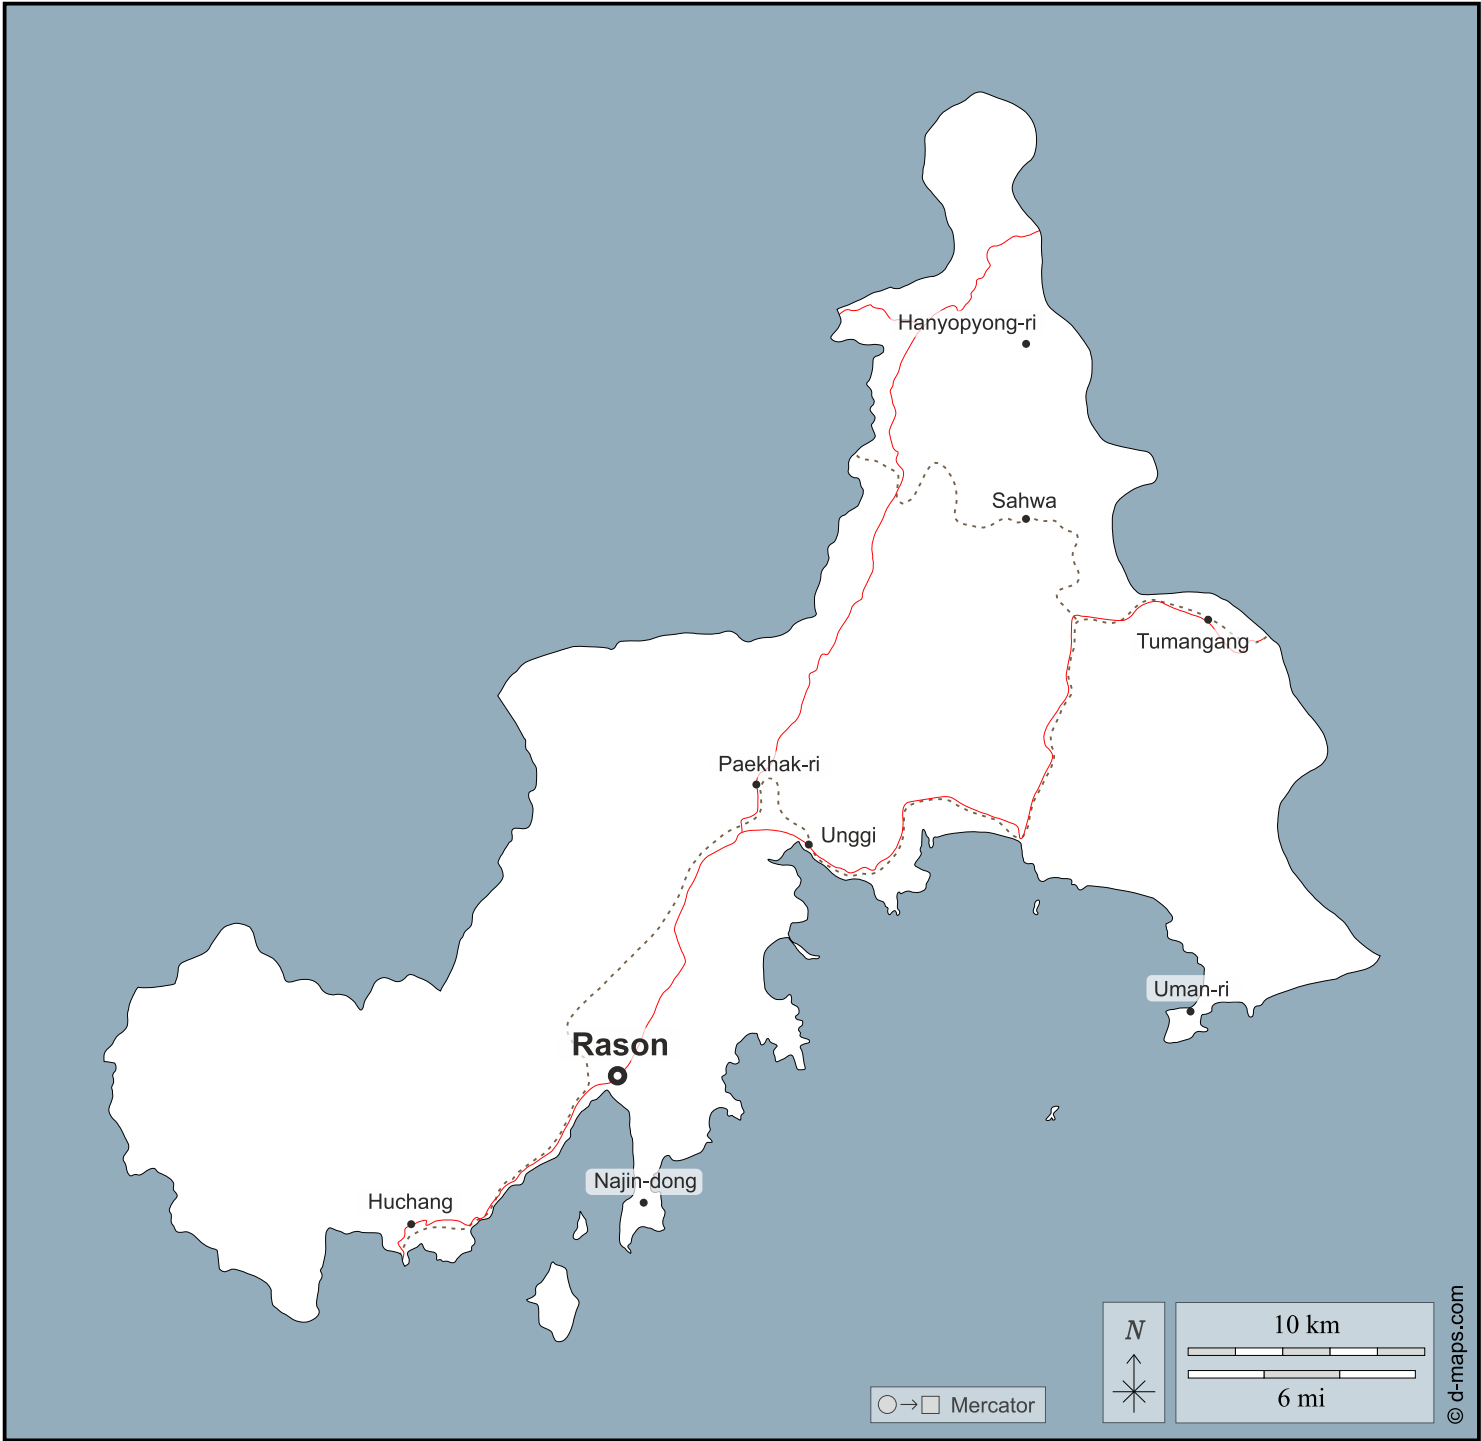 Hanyopyong-ri
Sahwa
Tumangang
Paekhak-ri
Unggi
Uman-ri
Rason
Najin-dong
Huchang
N
10 km
6 mi
Mercator
© d-maps.com